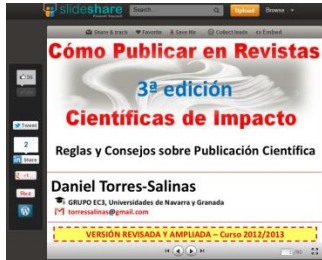 slideshare
Search...
Upload
Browse
Share & track
Favorite
Save file
Collect leads
Embed
Cómo Publicar en Revistas
3ª edición
Científicas de Impacto
Reglas y Consejos sobre Publicación Científica
Daniel Torres-Salinas
GRUPO EC3, Universidades de Navarra y Granada
torressalinas@gmail.com
VERSIÓN REVISADA Y AMPLIADA – Curso 2012/2013
Tweet
2
Share